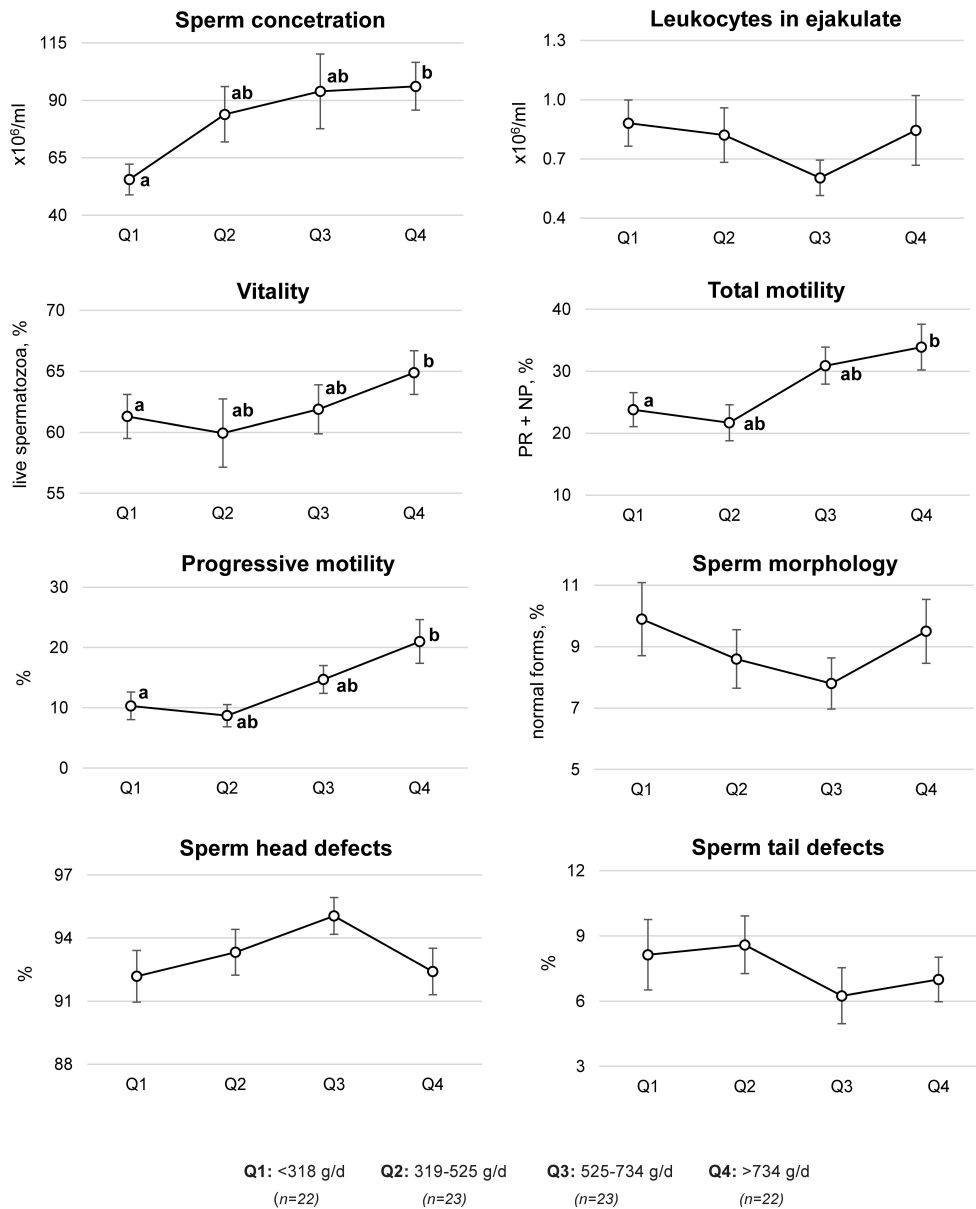 Sperm concetration
115
90
65
40
x10⁶/ml
ab
ab
b
a
Q1 Q2 Q3 Q4
Leukocytes in ejakulate
1.3
1.0
0.7
0.4
x10⁶/ml
Q1 Q2 Q3 Q4
Vitality
70
65
60
55
live spermatozoa, %
a
ab
ab
b
Q1 Q2 Q3 Q4
Total motility
40
30
20
10
PR + NP, %
a
ab
ab
b
Q1 Q2 Q3 Q4
Progressive motility
30
20
10
0
%
a
ab
ab
b
Q1 Q2 Q3 Q4
Sperm morphology
11
9
7
5
normal forms, %
Q1 Q2 Q3 Q4
Sperm head defects
97
94
91
88
%
Q1 Q2 Q3 Q4
Sperm tail defects
12
9
6
3
%
Q1 Q2 Q3 Q4
Q1: <318 g/d Q2: 319-525 g/d Q3: 525-734 g/d Q4: >734 g/d
(n=22) (n=23) (n=23) (n=22)